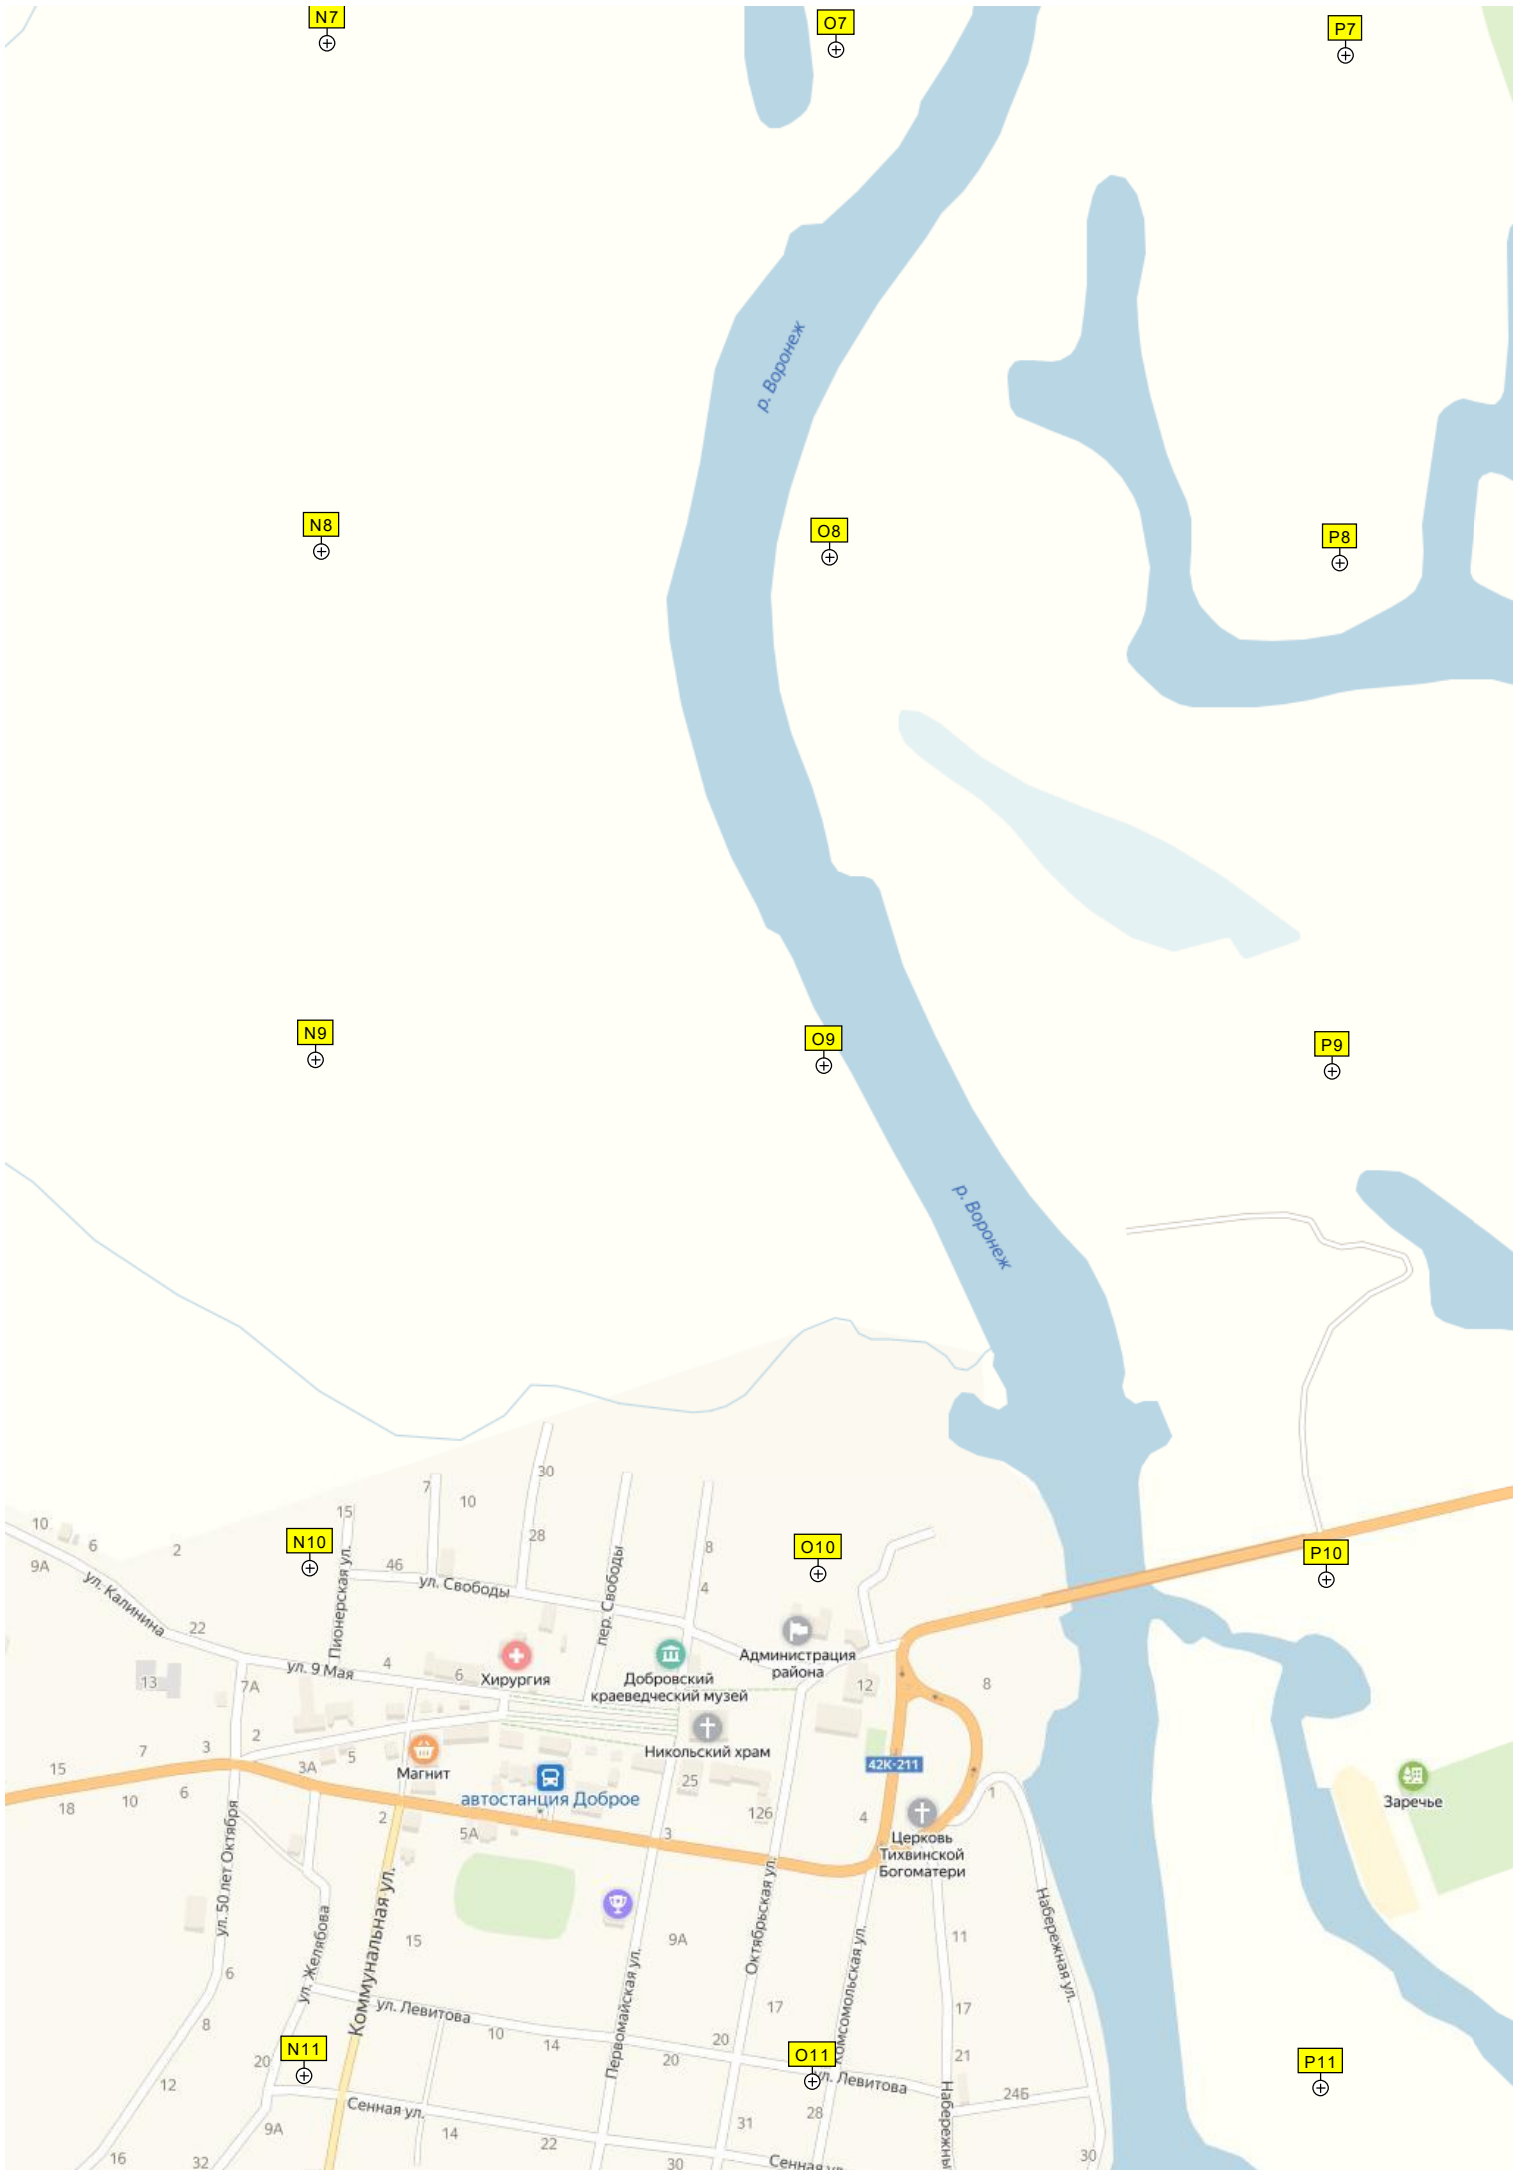 N7
O7
P7
р. Воронеж
N8
O8
P8
N9
O9
P9
р. Воронеж
30
7
10
15
10
6
2
9А
28
8
N10
O10
P10
46
ул. Свободы
пер. Свободы
4
ул. Калинина
Пионерская ул.
22
ул. 9 Мая
4
6
Хирургия
Добровский
краеведческий музей
Администрация
района
12
8
13
7А
2
3
7
15
5
3А
Магнит
Никольский храм
42К-211
автостанция Доброе
25
126
4
1
Заречье
18
10
6
2
5А
3
Церковь
Тихвинской
Богоматери
ул. 50 лет Октября
Коммунальная ул.
Октябрьская ул.
Набережная ул.
15
9А
11
ул. Желябова
6
Первомайская ул.
Комсомольская ул.
ул. Левитова
17
17
8
10
14
20
20
21
N11
O11
P11
20
12
ул. Левитова
24Б
Сенная ул.
28
31
9А
14
22
Набережны
16
32
30
Сенная ул.
30